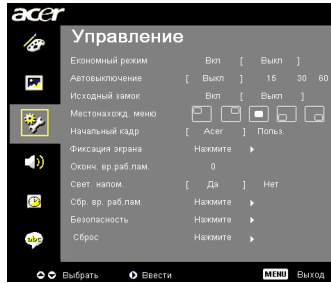 acer
Управление
Економный режим Вкл [ Выкл ]
Автовыключение [ Выкл ] 15 30 60
Исходный замок Вкл [ Выкл ]
Местонахожд. меню
Начальный кадр [ Acer ] Польз.
Фиксация экрана Нажмите
Оконч. вр.раб.лам. 0
Свет. напом. [ Да ] Нет
Сбр. вр. раб. лам. Нажмите
Безопасность Нажмите
Сброс Нажмите
abc
Выбрать Ввести MENU Выход